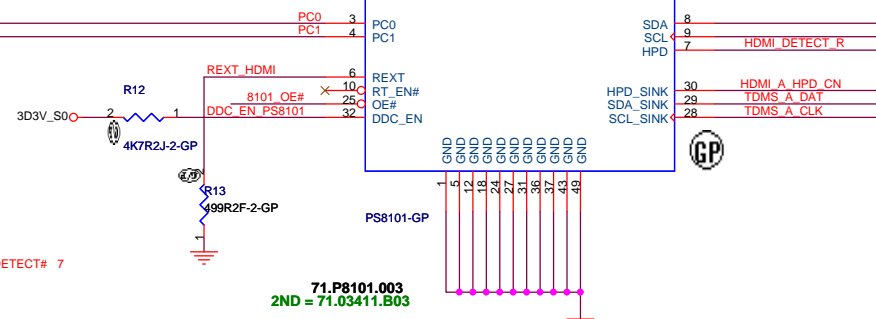 PC0 3 PC0 SDA 8
PC1 4 PC1 SCL 9
HPD 7 HDMI_DETECT_R
REXT_HDMI 6 REXT
R12 10 RT_EN# HPD_SINK 30 HDMI_A_HPD_CN
8101_OE# 25 OE# SDA_SINK 29 TDMS_A_DAT
3D3V_S0 2 1 DDC_EN_PS8101 32 DDC_EN SCL_SINK 28 TDMS_A_CLK
4K7R2J-2-GP
GND GND GND GND GND GND GND GND GND GND GND
GP
1 5 12 18 24 27 31 36 37 43 49
2
R13
499R2F-2-GP
PS8101-GP
1
ETECT# 7
71.P8101.003
2ND = 71.03411.B03